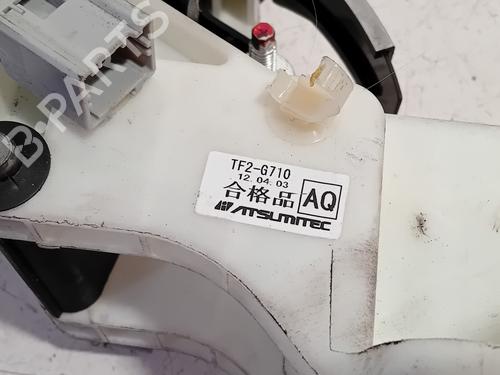 B-PARTS
TF2-G710
12. 04. 03
合格品 AQ
ATSUMITEC